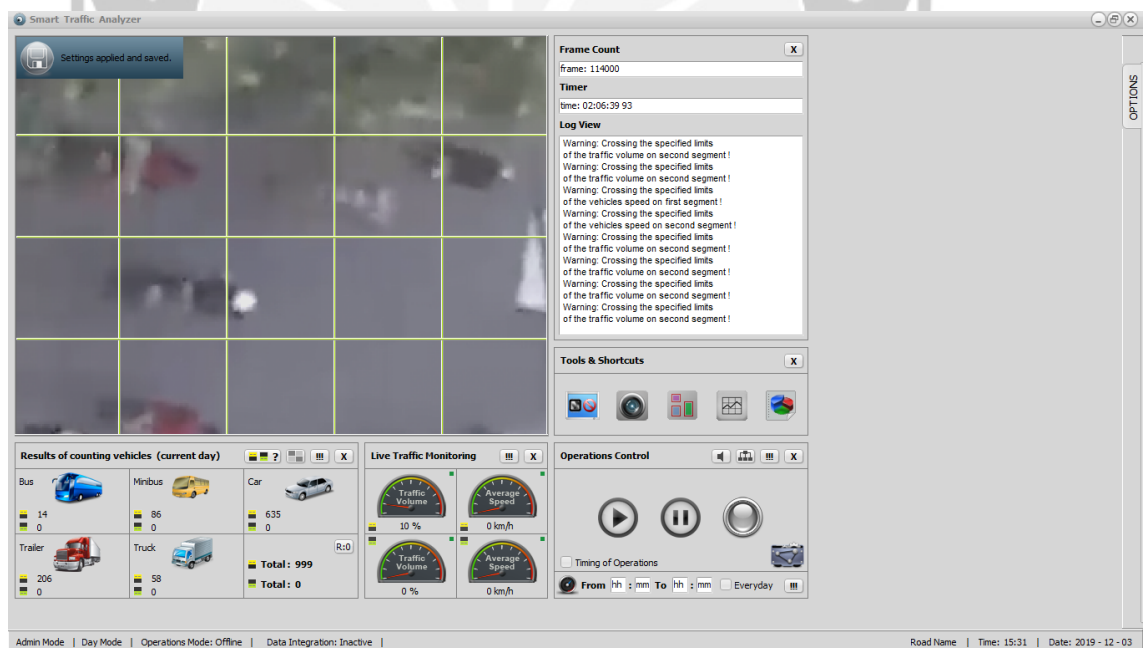 Smart Traffic Analyzer
Settings applied and saved.
Frame Count
X
frame: 114000
Timer
time: 02:06:39 93
Log View
Warning: Crossing the specified limits
of the traffic volume on second segment !
Warning: Crossing the specified limits
of the traffic volume on second segment !
Warning: Crossing the specified limits
of the vehicles speed on first segment !
Warning: Crossing the specified limits
of the vehicles speed on second segment !
Warning: Crossing the specified limits
of the traffic volume on second segment !
Warning: Crossing the specified limits
of the traffic volume on second segment !
Warning: Crossing the specified limits
of the traffic volume on second segment !
Warning: Crossing the specified limits
of the traffic volume on second segment !
OPTIONS
Tools & Shortcuts
X
Results of counting vehicles (current day)
? !!! X
Bus
14
0
Minibus
86
0
Car
635
0
Trailer
206
0
Truck
58
0
R:0
Total : 999
Total : 0
Live Traffic Monitoring
!!! X
Traffic
Volume
10 %
Average
Speed
0 km/h
Traffic
Volume
0 %
Average
Speed
0 km/h
Operations Control
!!! X
Timing of Operations
From hh : mm To hh : mm Everyday !!!
Admin Mode | Day Mode | Operations Mode: Offline | Data Integration: Inactive |
Road Name | Time: 15:31 | Date: 2019 - 12 - 03